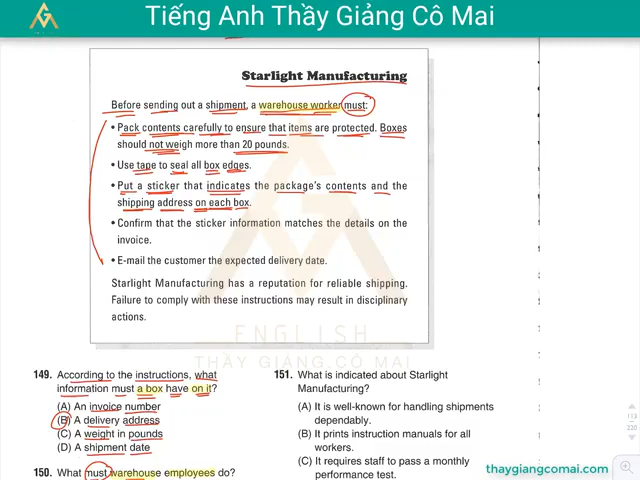 Tiếng Anh Thầy Giảng Cô Mai
Starlight Manufacturing
Before sending out a shipment, a warehouse worker must:
• Pack contents carefully to ensure that items are protected. Boxes
should not weigh more than 20 pounds.
• Use tape to seal all box edges.
• Put a sticker that indicates the package's contents and the
shipping address on each box.
• Confirm that the sticker information matches the details on the
invoice.
• E-mail the customer the expected delivery date.
Starlight Manufacturing has a reputation for reliable shipping.
Failure to comply with these instructions may result in disciplinary
actions.
ENGLISH
THẦY GIẢNG CÔ MAI
149. According to the instructions, what
information must a box have on it?
(A) An invoice number
(B) A delivery address
(C) A weight in pounds
(D) A shipment date
150. What must warehouse employees do?
151. What is indicated about Starlight
Manufacturing?
(A) It is well-known for handling shipments
dependably.
(B) It prints instruction manuals for all
workers.
(C) It requires staff to pass a monthly
performance test.
113
220
thaygiangcomai.com